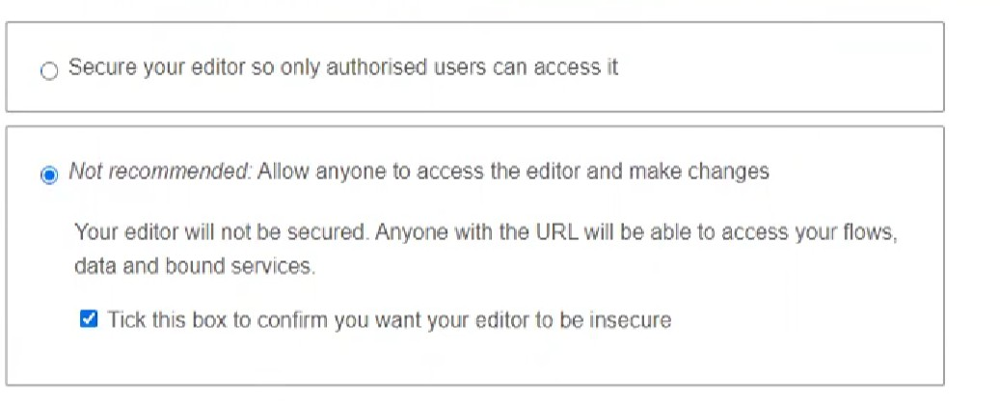 Secure your editor so only authorised users can access it
Not recommended: Allow anyone to access the editor and make changes
Your editor will not be secured. Anyone with the URL will be able to access your flows,
data and bound services.
Tick this box to confirm you want your editor to be insecure